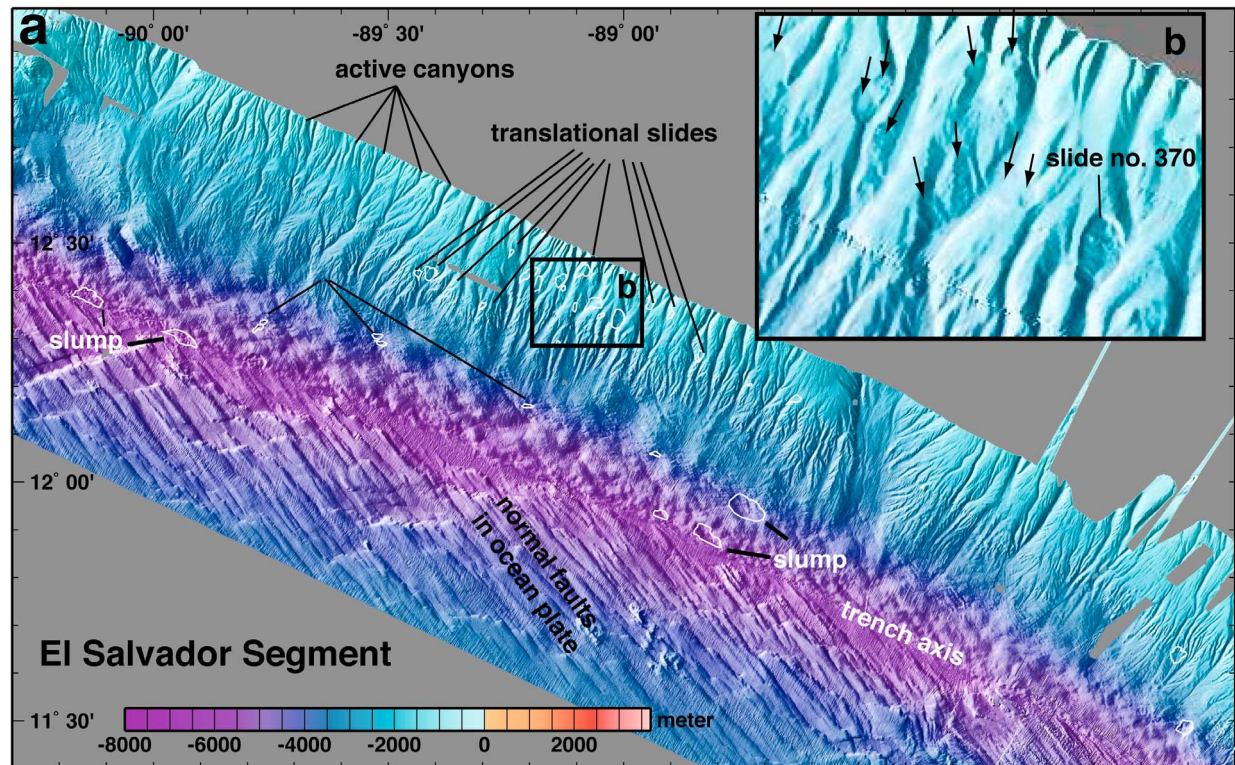 a
-90° 00'
-89° 30'
-89° 00'
b
active canyons
translational slides
slide no. 370
12° 30'
b
slump
12° 00'
normal faults
in ocean plate
slump
trench axis
El Salvador Segment
11° 30'
meter
-8000 -6000 -4000 -2000 0 2000